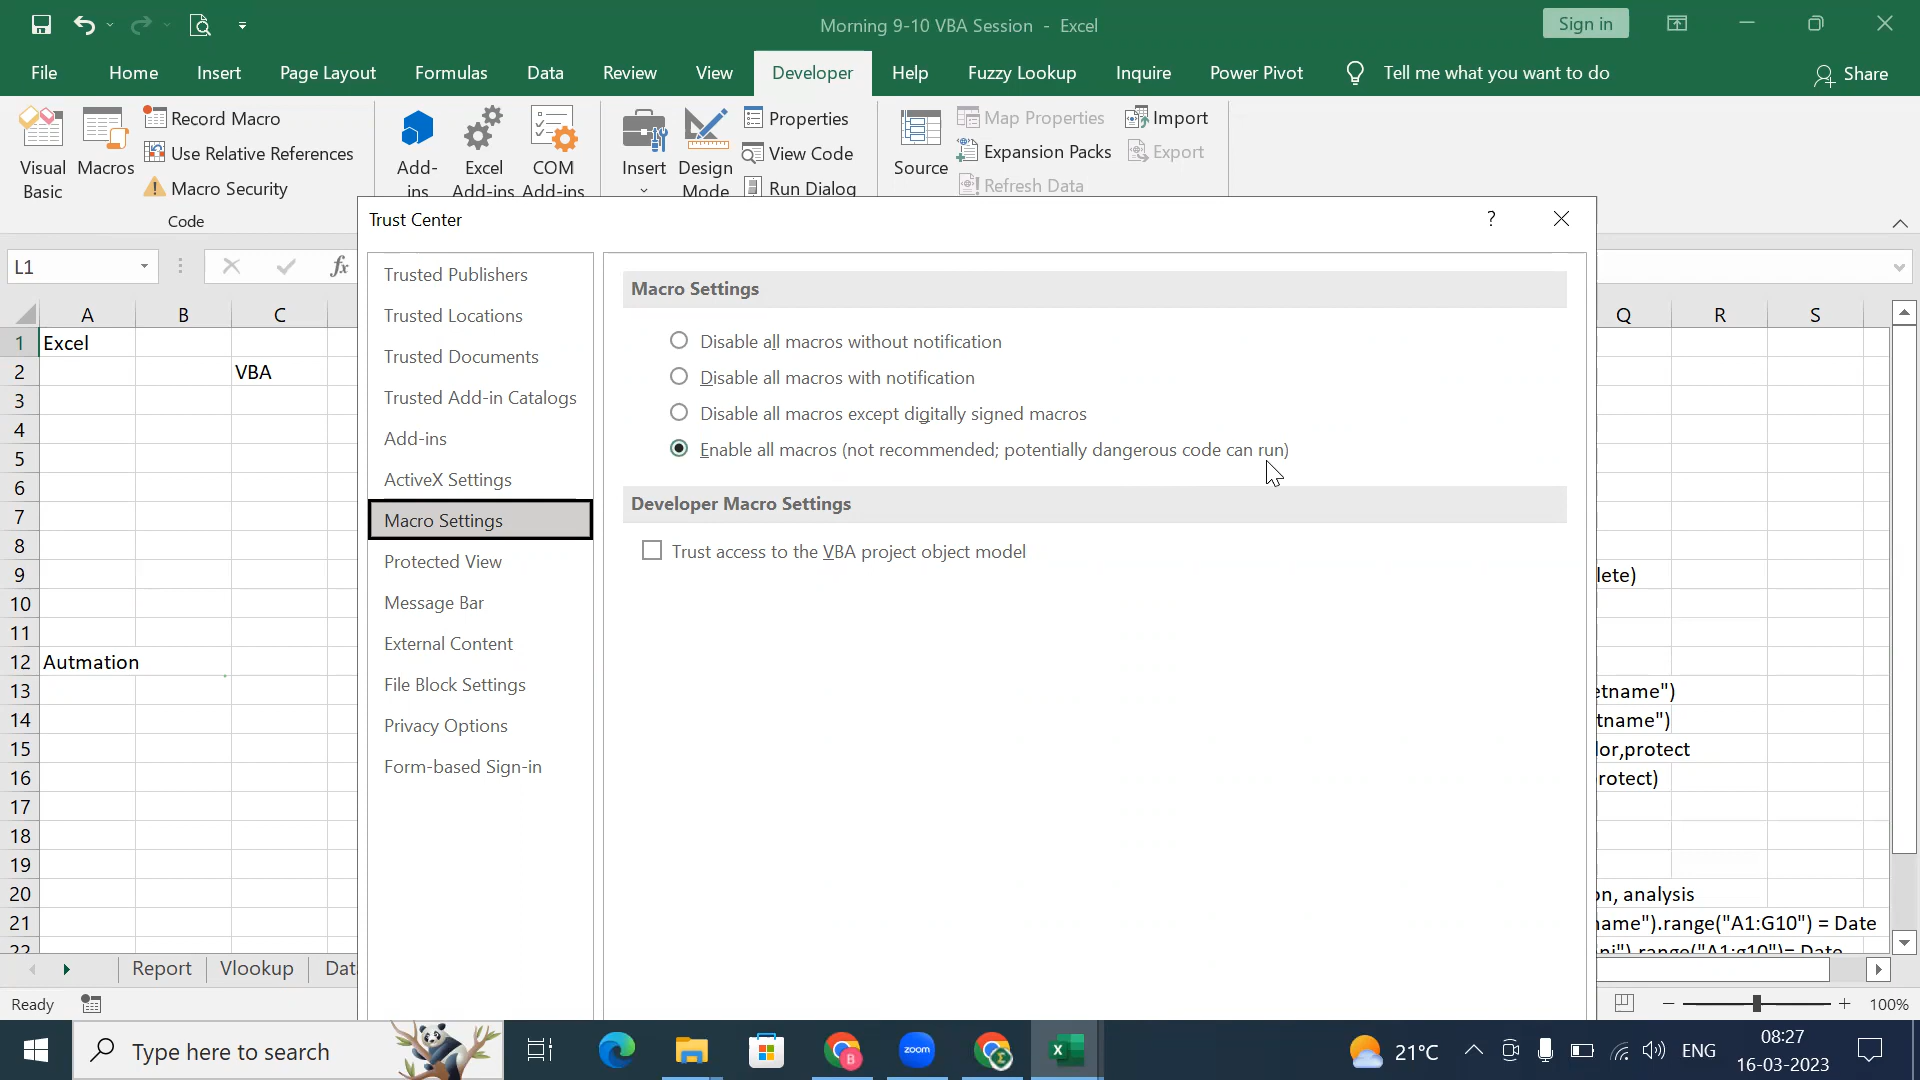 Morning 9-10 VBA Session - Excel
Sign in
File Home Insert Page Layout Formulas Data Review View Developer Help Fuzzy Lookup Inquire Power Pivot Tell me what you want to do Share
Visual Basic
Macros
Record Macro
Use Relative References
Macro Security
Code
Add-ins
Excel Add-ins
COM Add-ins
Insert
Design Mode
Properties
View Code
Run Dialog
Source
Map Properties
Expansion Packs
Refresh Data
Import
Export
L1
fx
Trust Center
?
Trusted Publishers
Trusted Locations
Trusted Documents
Trusted Add-in Catalogs
Add-ins
ActiveX Settings
Macro Settings
Protected View
Message Bar
External Content
File Block Settings
Privacy Options
Form-based Sign-in
Macro Settings
Disable all macros without notification
Disable all macros with notification
Disable all macros except digitally signed macros
Enable all macros (not recommended; potentially dangerous code can run)
Developer Macro Settings
Trust access to the VBA project object model
A B C Q R S
1 Excel
2 VBA
3
4
5
6
7
8
9 lete)
10
11
12 Autmation
13 etname")
14 tname")
15 lor,protect
16 rotect)
17
18
19
20 on, analysis
21 name").range("A1:G10") = Date
22 ni").range("A1:g10")= Date
Report Vlookup Dat
Ready
100%
Type here to search
zoom
21°C
ENG
08:27
16-03-2023